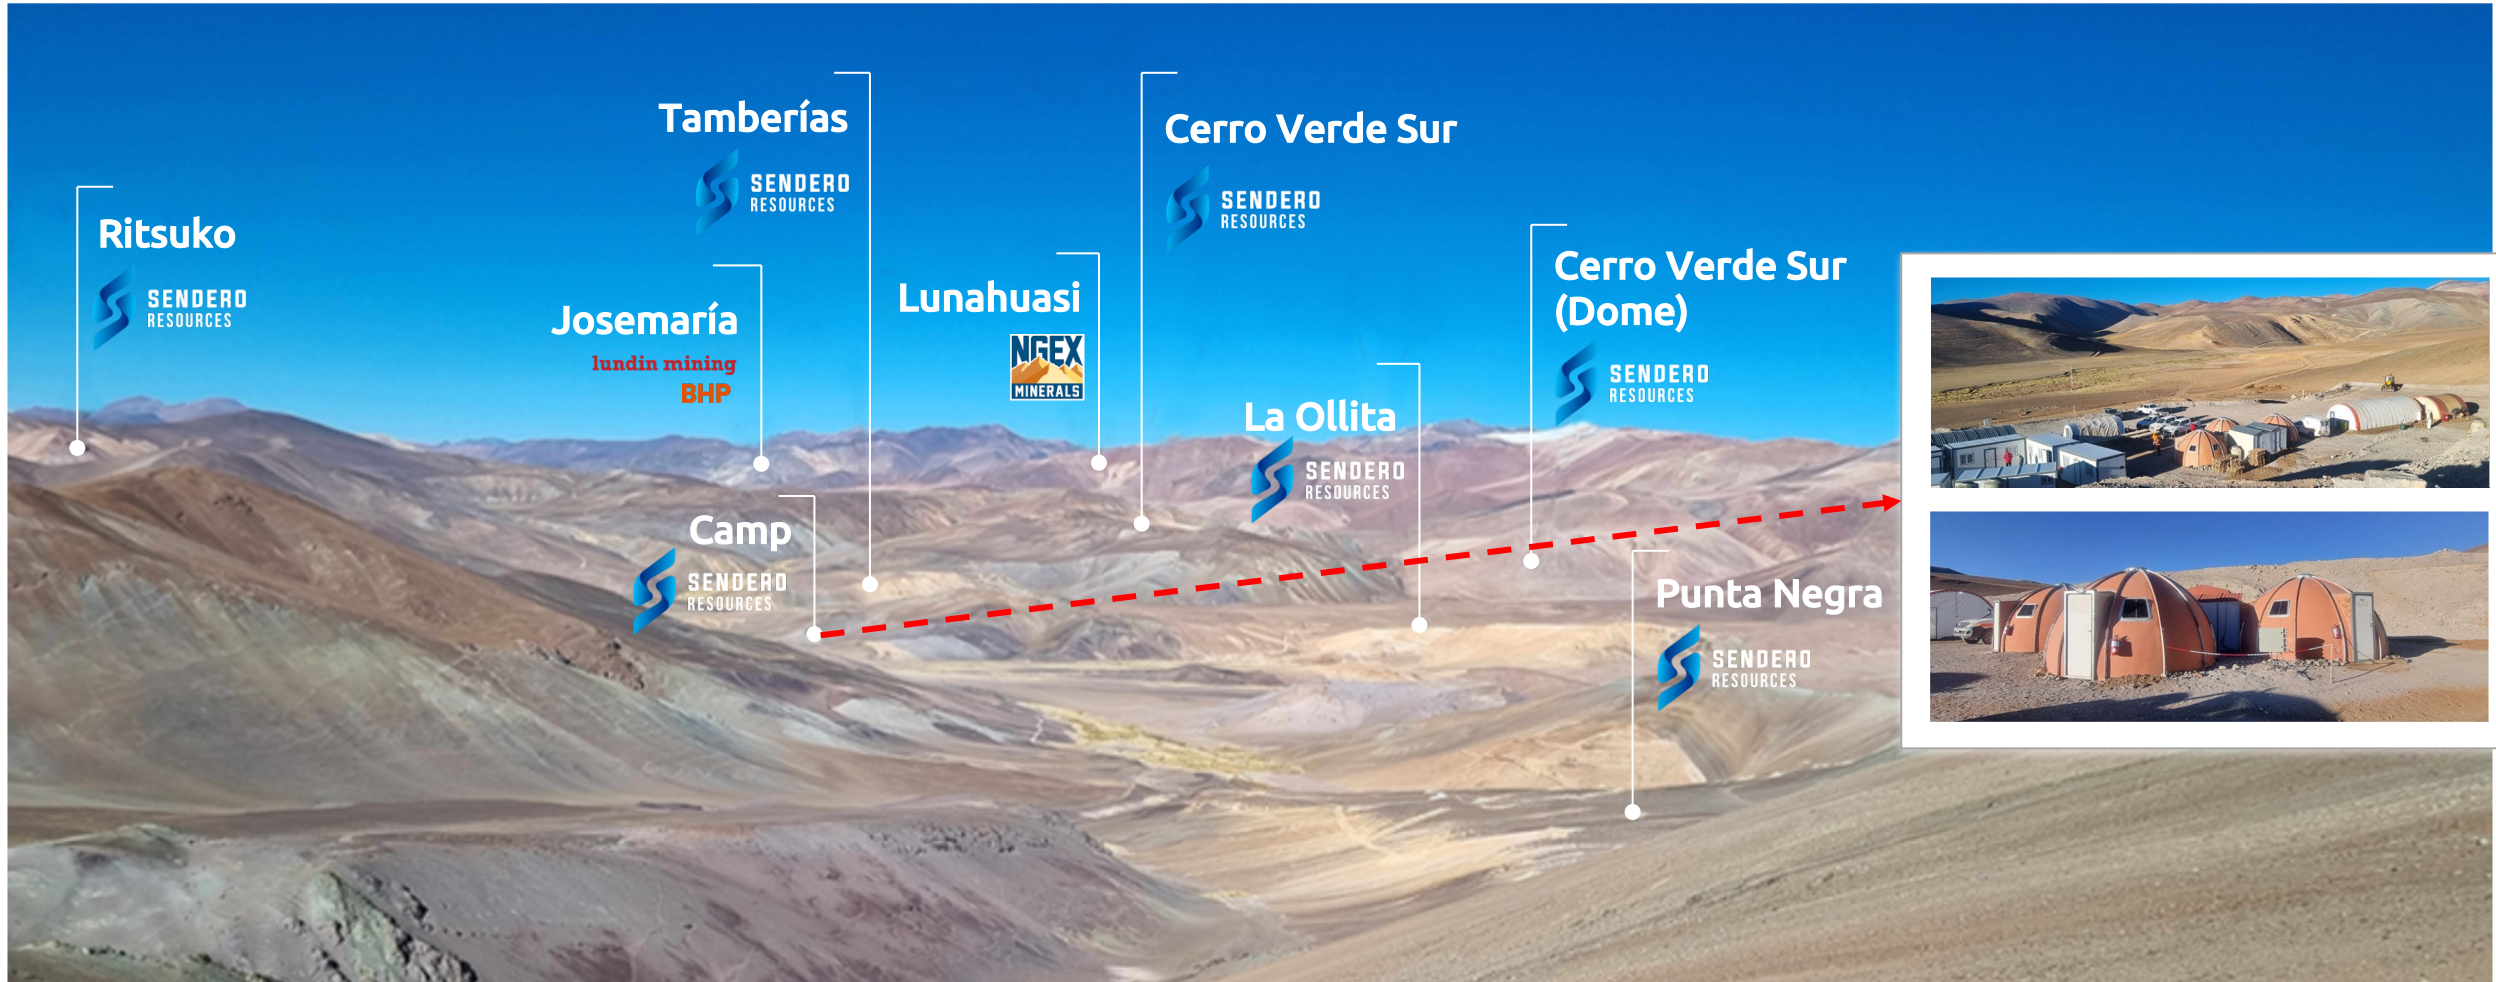 Ritsuko
SENDERO
RESOURCES
Tamberías
SENDERO
RESOURCES
Josemaría
lundin mining
BHP
Camp
SENDERO
RESOURCES
Lunahuasi
NGEX
MINERALS
Cerro Verde Sur
SENDERO
RESOURCES
La Ollita
SENDERO
RESOURCES
Cerro Verde Sur
(Dome)
SENDERO
RESOURCES
Punta Negra
SENDERO
RESOURCES